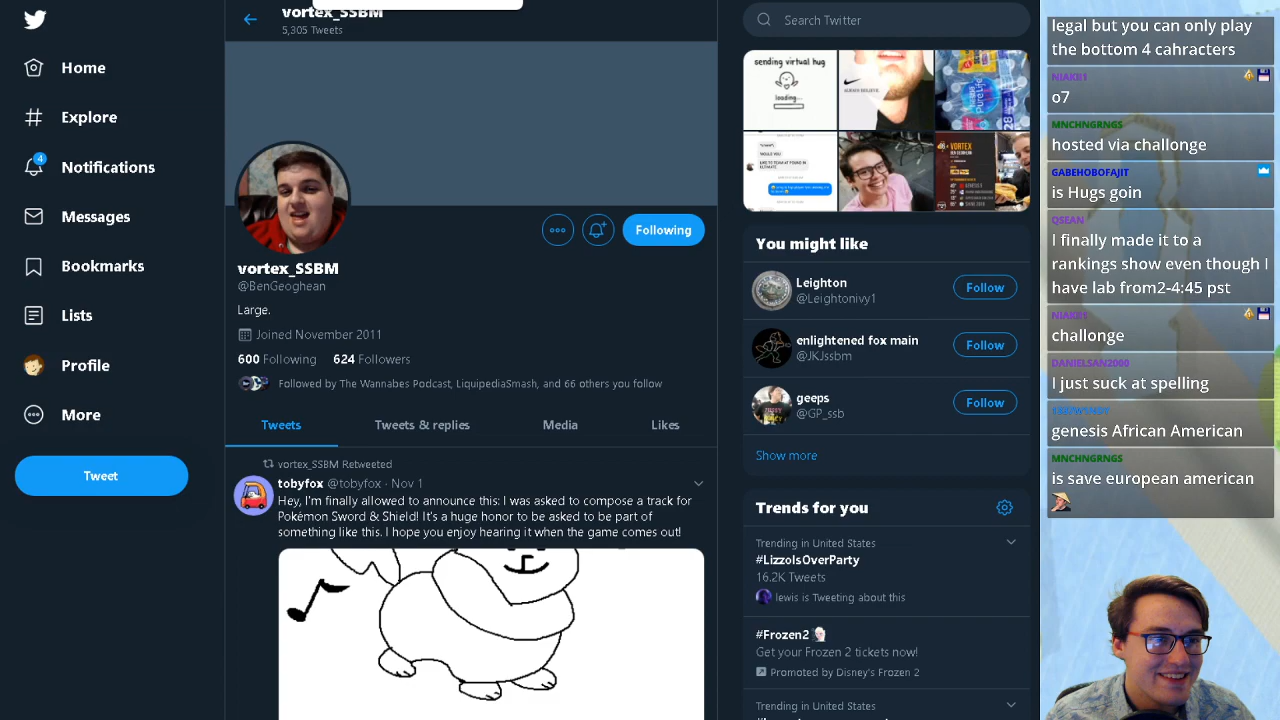 vortex_SSBM
5,305 Tweets
Home
Explore
4
Notifications
Messages
Bookmarks
Lists
Profile
More
Tweet
Following
vortex_SSBM
@BenGeoghean
Large.
Joined November 2011
600 Following 624 Followers
Followed by The Wannabes Podcast, LiquipediaSmash, and 66 others you follow
Tweets
Tweets & replies
Media
Likes
vortex_SSBM Retweeted
tobyfox @tobyfox · Nov 1
Hey, I'm finally allowed to announce this: I was asked to compose a track for
Pokémon Sword & Shield! It's a huge honor to be asked to be part of
something like this. I hope you enjoy hearing it when the game comes out!
Search Twitter
sending virtual hug
loading...
VORTEX
You might like
Leighton
@Leightonivy1
Follow
enlightened fox main
@JKJssbm
Follow
geeps
@GP_ssb
Follow
Show more
Trends for you
Trending in United States
#LizzoIsOverParty
16.2K Tweets
lewis is Tweeting about this
#Frozen2
Get your Frozen 2 tickets now!
Promoted by Disney's Frozen 2
Trending in United States
legal but you can only play
the bottom 4 cahracters
o7
MNCHNGRNGS
hosted via challong
GABEHOBOFAJIT
is Hugs goin
QSEAN
I finally made it to a
rankings show even though I
have lab from2-4:45 pst
challonge
DANIELSAN2000
I just suck at spelling
genesis African American
MNCHNGRNGS
is save european american